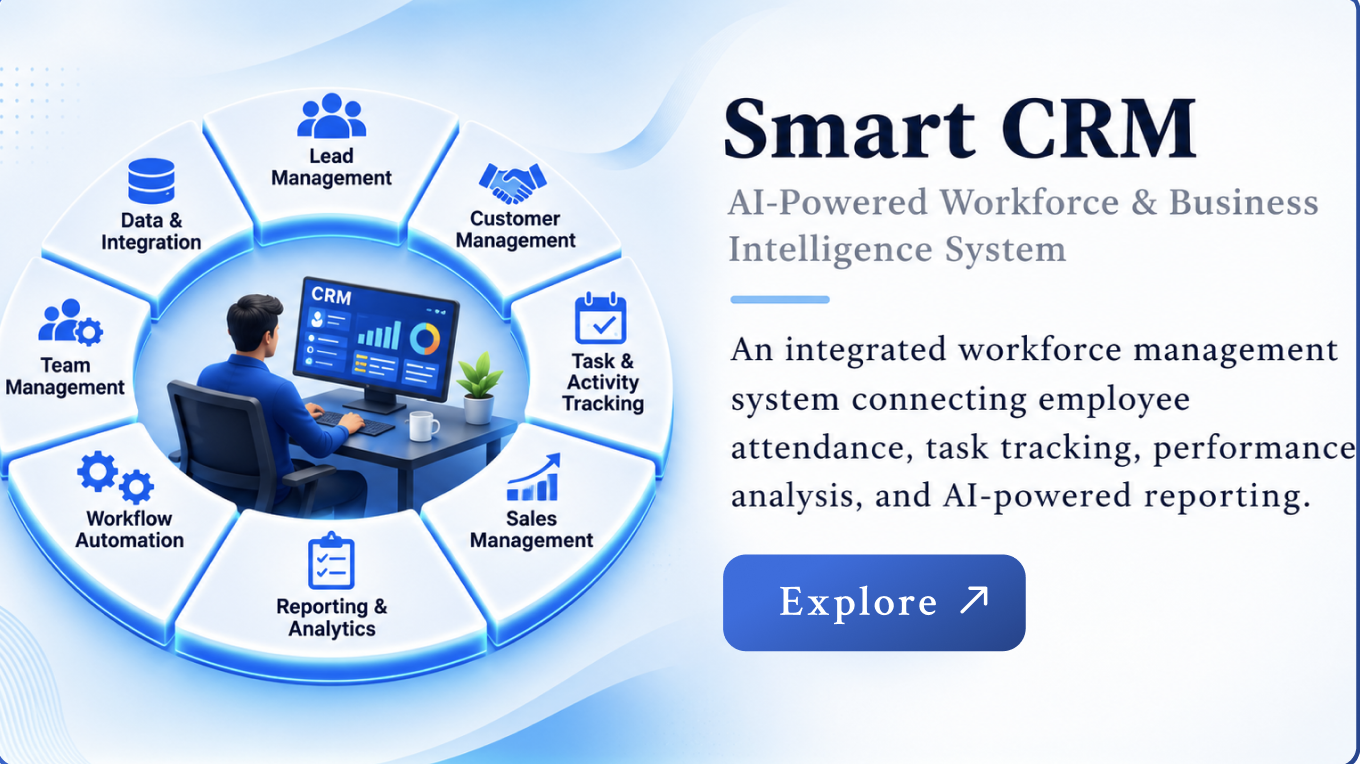 Lead
Management
Customer
Management
Task &
Activity
Tracking
Sales
Management
Reporting &
Analytics
Workflow
Automation
Team
Management
Data &
Integration
CRM
Smart CRM
AI-Powered Workforce & Business
Intelligence System
An integrated workforce management
system connecting employee
attendance, task tracking, performance
analysis, and AI-powered reporting.
Explore